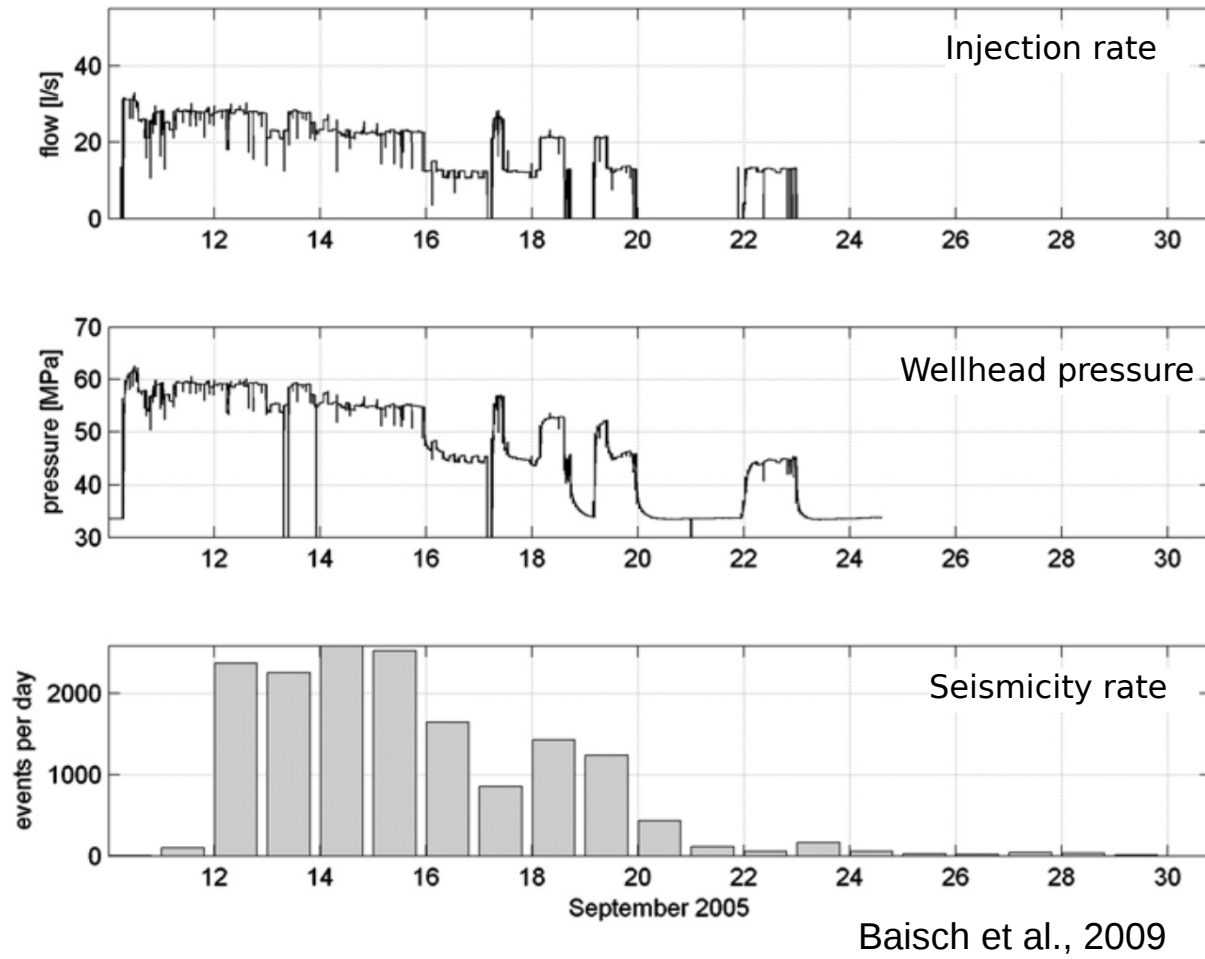 Injection rate
flow [l/s]
40
20
0
12 14 16 18 20 22 24 26 28 30
Wellhead pressure
pressure [MPa]
70
60
50
40
30
12 14 16 18 20 22 24 26 28 30
Seismicity rate
events per day
2000
1000
0
12 14 16 18 20 22 24 26 28 30
September 2005
Baisch et al., 2009